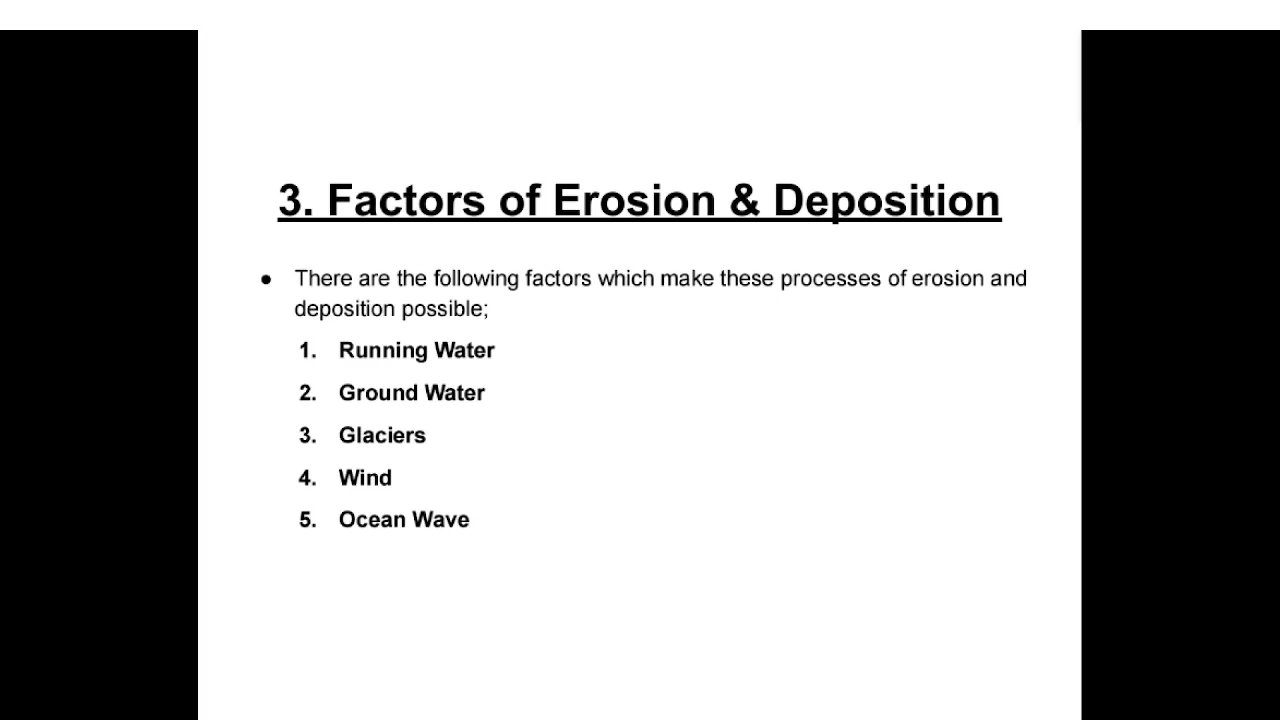 3. Factors of Erosion & Deposition
● There are the following factors which make these processes of erosion and
deposition possible;
1. Running Water
2. Ground Water
3. Glaciers
4. Wind
5. Ocean Wave